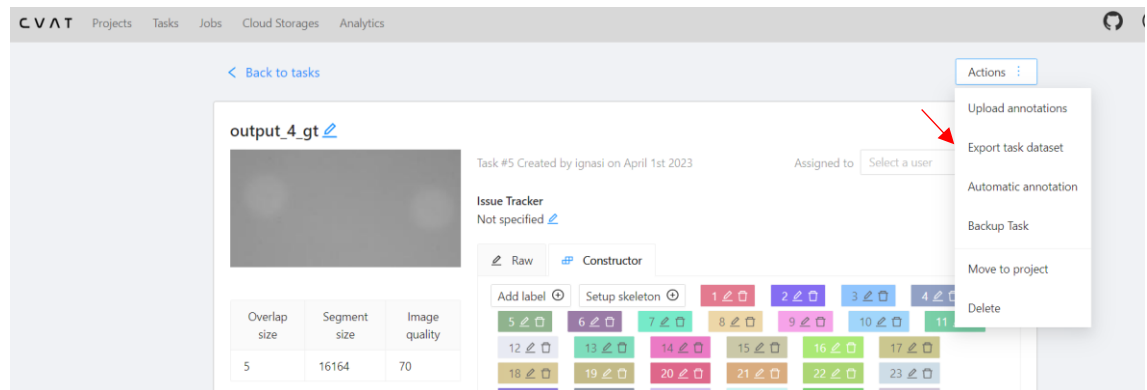 CVAT Projects Tasks Jobs Cloud Storages Analytics
Back to tasks
Actions
Upload annotations
Export task dataset
Automatic annotation
Backup Task
Move to project
Delete
output_4_gt
Task #5 Created by ignasi on April 1st 2023
Assigned to Select a user
Issue Tracker
Not specified
Raw Constructor
Add label Setup skeleton 1 2 3 4
5 6 7 8 9 10 11
12 13 14 15 16 17
18 19 20 21 22 23
Overlap size Segment size Image quality
5 16164 70